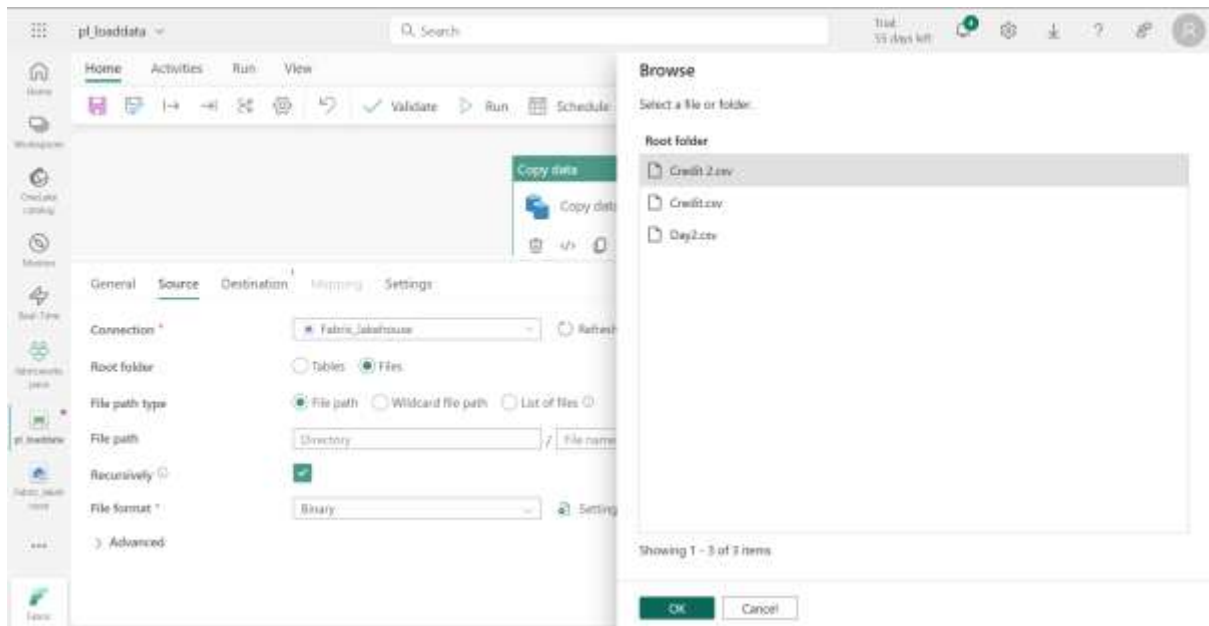 pl_loaddata
Search
Trial
55 days left
4
Home
Activities
Run
View
Validate
Run
Schedule
Copy data
Copy data
General
Source
Destination
1
Mapping
Settings
Connection *
Fabric_lakehouse
Refresh
Root folder
Tables
Files
File path type
File path
Wildcard file path
List of files
File path
Directory
/
File name
Recursively
File format *
Binary
Setting
Advanced
Home
Workspaces
OneLake
catalog
Monitor
Real-Time
pl_loaddata
Fabric
Browse
Select a file or folder.
Root folder
Credit 2.csv
Credit.csv
Day2.csv
Showing 1 - 3 of 3 items
OK
Cancel